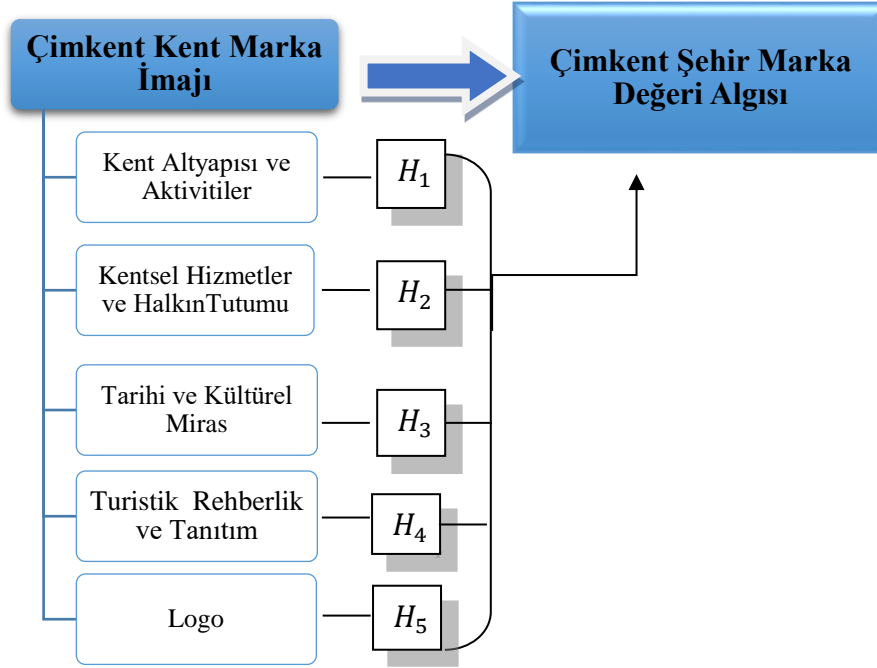 Çimkent Kent Marka
İmajı
Çimkent Şehir Marka
Değeri Algısı
Kent Altyapısı ve
Aktivitiler
H₁
Kentsel Hizmetler
ve HalkınTutumu
H₂
Tarihi ve Kültürel
Miras
H₃
Turistik Rehberlik
ve Tanıtım
H₄
Logo
H₅